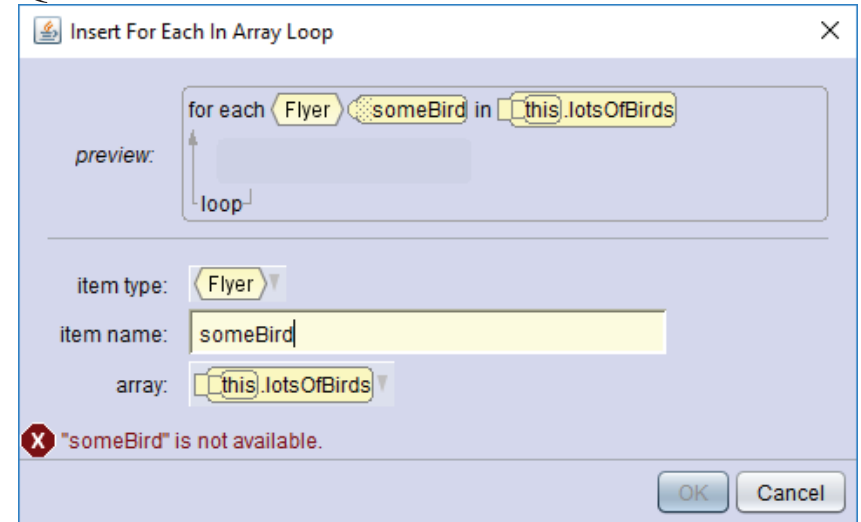 Insert For Each In Array Loop
for each Flyer someBird in this.lotsOfBirds
preview:
loop
item type: Flyer
item name: someBird
array: this.lotsOfBirds
X "someBird" is not available.
OK Cancel